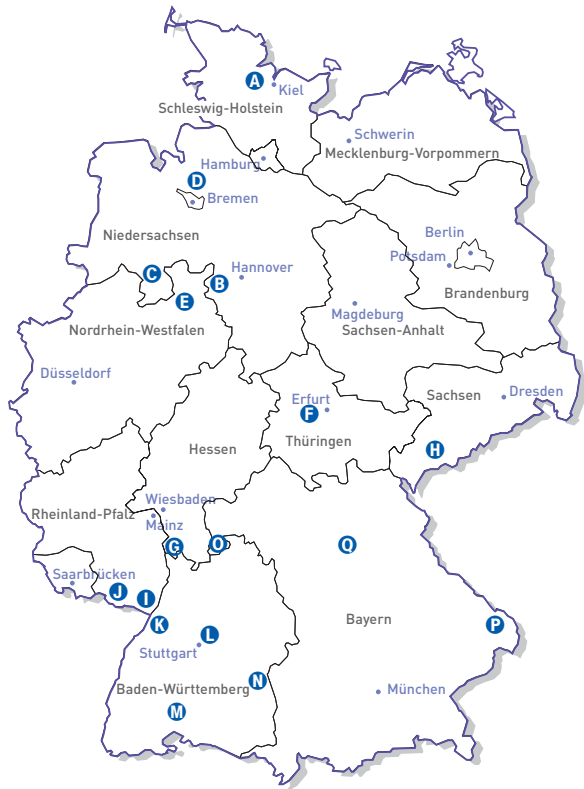 A
Kiel
Schleswig-Holstein
Schwerin
Mecklenburg-Vorpommern
Hamburg
D
Bremen
Niedersachsen
Berlin
Potsdam
C
Hannover
B
E
Brandenburg
Magdeburg
Nordrhein-Westfalen
Sachsen-Anhalt
Düsseldorf
Sachsen
Dresden
Erfurt
F
Thüringen
Hessen
H
Wiesbaden
Rheinland-Pfalz
Mainz
G
O
Q
Saarbrücken
J
I
K
L
Bayern
P
Stuttgart
N
Baden-Württemberg
München
M